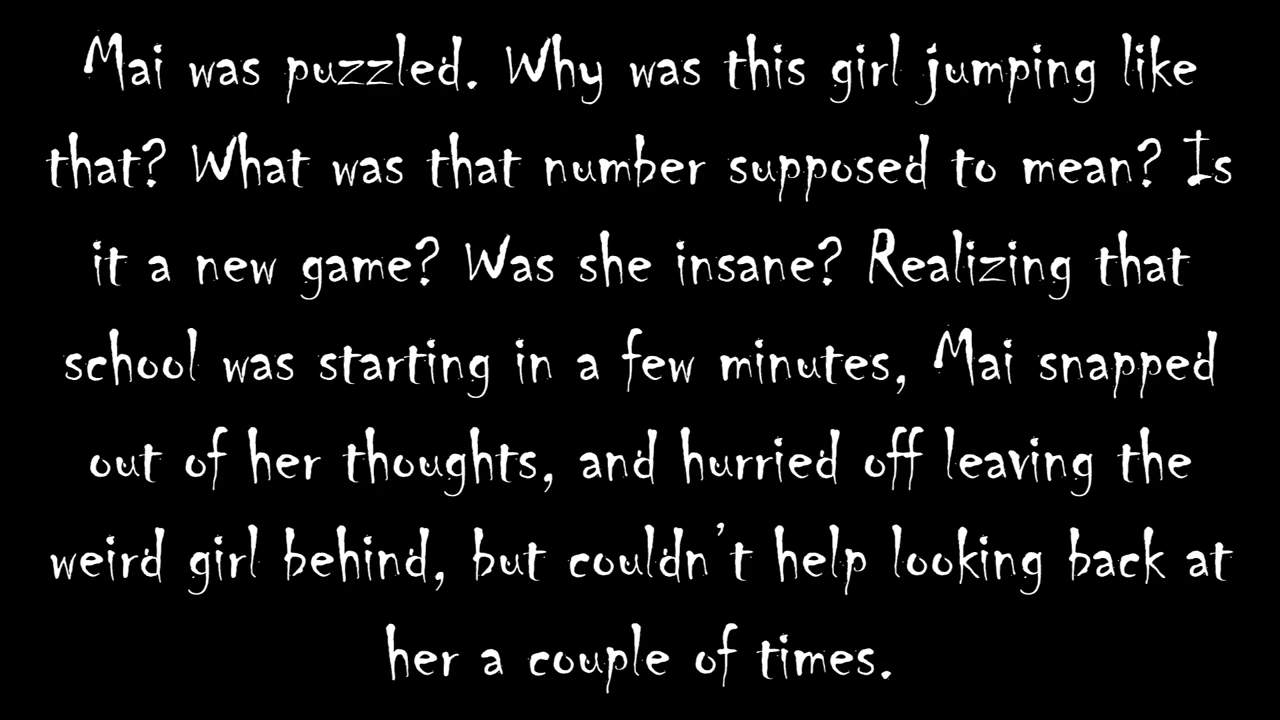 Mai was puzzled. Why was this girl jumping like
that? What was that number supposed to mean? Is
it a new game? Was she insane? Realizing that
school was starting in a few minutes, Mai snapped
out of her thoughts, and hurried off leaving the
weird girl behind, but couldn't help looking back at
her a couple of times.